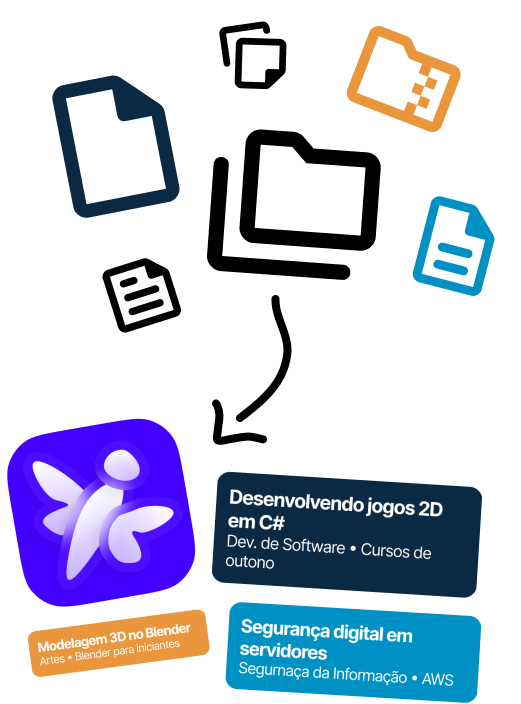 Desenvolvendo jogos 2D
em C#
Dev. de Software • Cursos de
outono
Modelagem 3D no Blender
Artes • Blender para iniciantes
Segurança digital em
servidores
Segurnaça da Informação • AWS